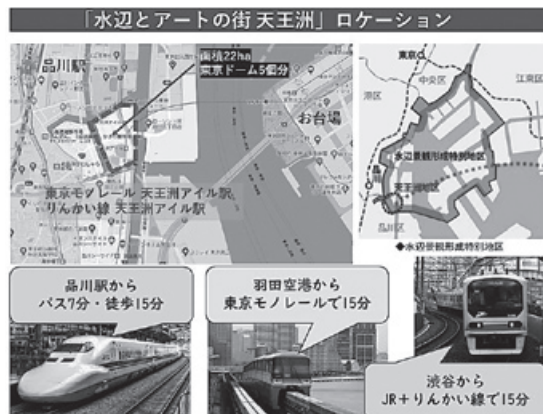 「水辺とアートの街 天王洲」ロケーション
品川駅
面積22ha
東京ドーム5個分
お台場
東京モノレール 天王洲アイル駅
りんかい線 天王洲アイル駅
東京
中央区
江東区
港区
水辺景観形成特別地区
天王洲地区
品川区
◆水辺景観形成特別地区
品川駅から
バス7分・徒歩15分
羽田空港から
東京モノレールで15分
渋谷から
JR+りんかい線で15分